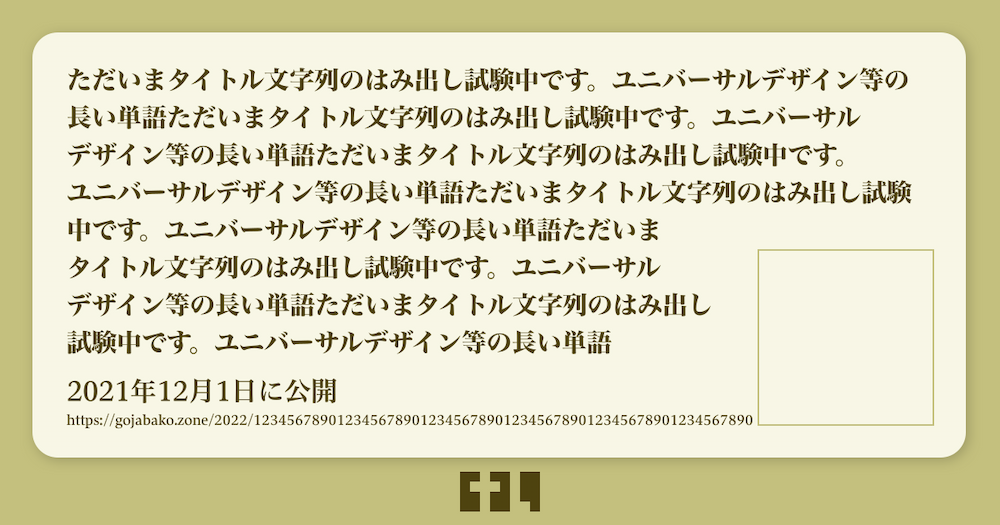 ただいまタイトル文字列のはみ出し試験中です。ユニバーサルデザイン等の
長い単語ただいまタイトル文字列のはみ出し試験中です。ユニバーサル
デザイン等の長い単語ただいまタイトル文字列のはみ出し試験中です。
ユニバーサルデザイン等の長い単語ただいまタイトル文字列のはみ出し試験
中です。ユニバーサルデザイン等の長い単語ただいま
タイトル文字列のはみ出し試験中です。ユニバーサル
デザイン等の長い単語ただいまタイトル文字列のはみ出し
試験中です。ユニバーサルデザイン等の長い単語
2021年12月1日に公開
https://gojabako.zone/2022/123456789012345678901234567890123456789012345678901234567890